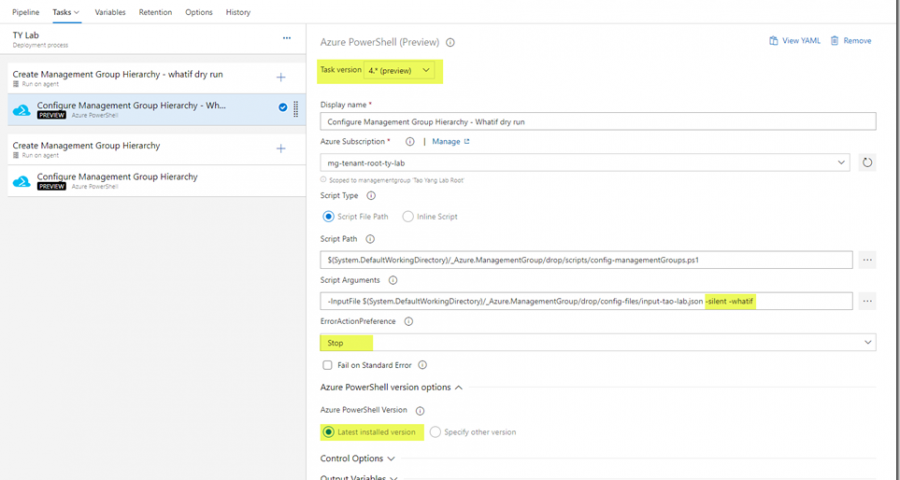 Pipeline Tasks Variables Retention Options History
TY Lab
Deployment process
Create Management Group Hierarchy - whatif dry run
Run on agent
Configure Management Group Hierarchy - Wh...
PREVIEW Azure PowerShell
Create Management Group Hierarchy
Run on agent
Configure Management Group Hierarchy
PREVIEW Azure PowerShell
Azure PowerShell (Preview)
View YAML Remove
Task version 4.* (preview)
Display name *
Configure Management Group Hierarchy - Whatif dry run
Azure Subscription * | Manage
mg-tenant-root-ty-lab
Scoped to managementgroup 'Tao Yang Lab Root'
Script Type
Script File Path Inline Script
Script Path
$(System.DefaultWorkingDirectory)/_Azure.ManagementGroup/drop/scripts/config-managementGroups.ps1
...
Script Arguments
-InputFile $(System.DefaultWorkingDirectory)/_Azure.ManagementGroup/drop/config-files/input-tao-lab.json -silent -whatif
...
ErrorActionPreference
Stop
Fail on Standard Error
Azure PowerShell version options
Azure PowerShell Version
Latest installed version Specify other version
Control Options
Output Variables